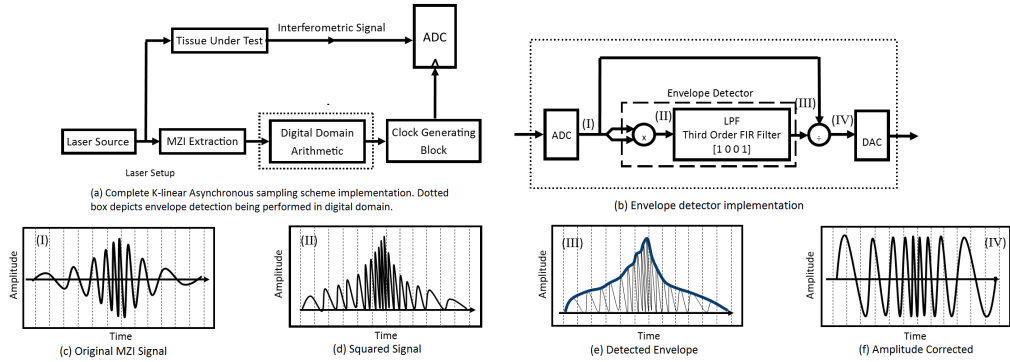 Tissue Under Test
Interferometric Signal
ADC
Laser Source
MZI Extraction
Digital Domain
Arithmetic
Clock Generating
Block
Laser Setup
(a) Complete K-linear Asynchronous sampling scheme implementation. Dotted
box depicts envelope detection being performed in digital domain.
Envelope Detector
ADC
(I)
x
(II)
LPF
Third Order FIR Filter
[1 0 0 1]
(III)
÷
(IV)
DAC
(b) Envelope detector implementation
(I)
Amplitude
Time
(c) Original MZI Signal
(II)
Amplitude
Time
(d) Squared Signal
(III)
Amplitude
Time
(e) Detected Envelope
(IV)
Amplitude
Time
(f) Amplitude Corrected